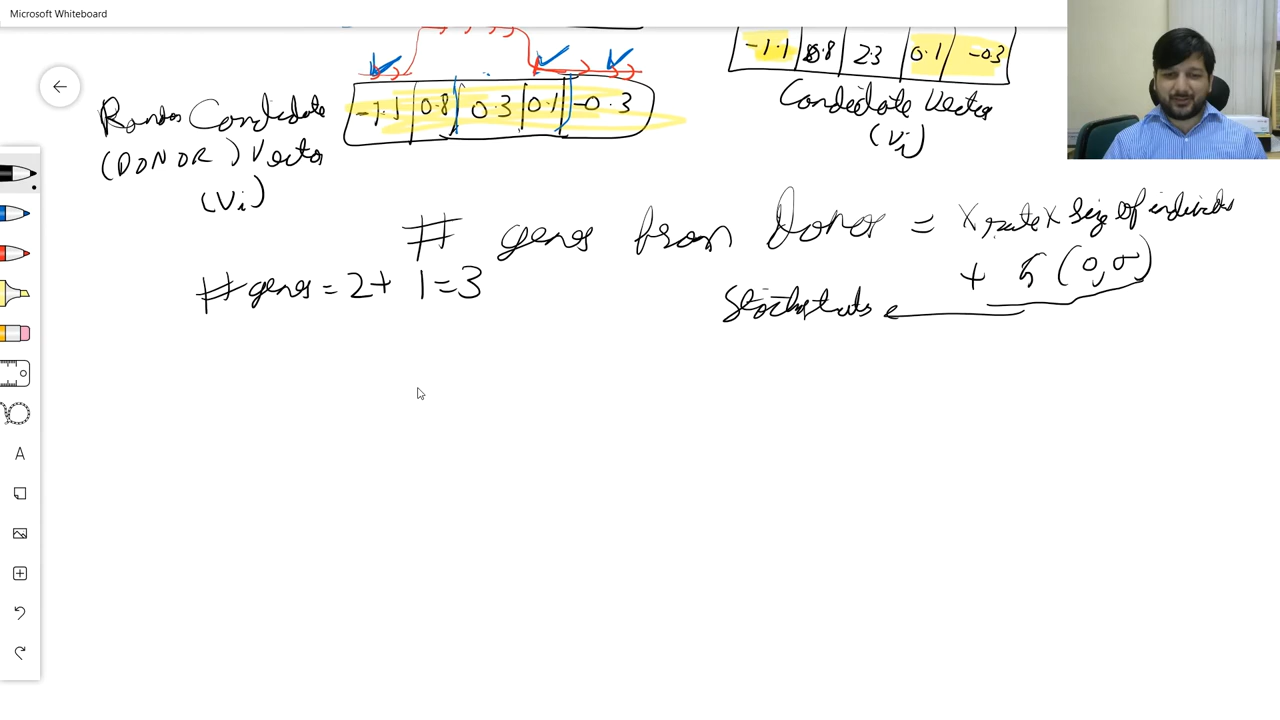 Microsoft Whiteboard
-1.1 0.8 2.3 0.1 -0.3
-1.1 0.8 0.3 0.1 -0.3
Candidate Vector
(Vi)
Random Candidate
(DONOR) Vector
(Vi)
# genes from Donor = X rate X size of individual
+ G (0,σ)
# genes = 2+ 1=3
A